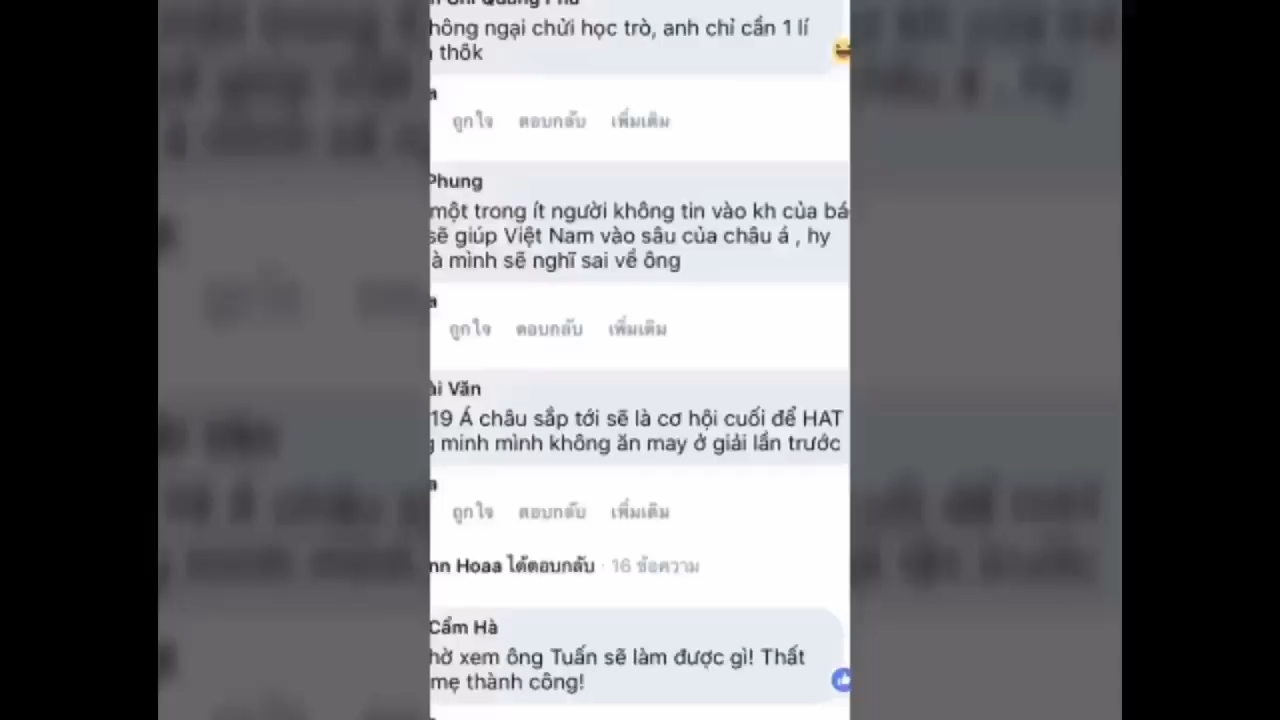 hông ngại chửi học trò, anh chỉ cần 1 lí
thôk
ถูกใจ ตอบกลับ เพิ่มเติม
Phung
một trong ít người không tin vào kh của bá
sẽ giúp Việt Nam vào sâu của châu á , hy
à mình sẽ nghĩ sai về ông
ถูกใจ ตอบกลับ เพิ่มเติม
ài Văn
19 Á châu sắp tới sẽ là cơ hội cuối để HAT
g minh mình không ăn may ở giải lần trước
ถูกใจ ตอบกลับ เพิ่มเติม
nn Hoaa ได้ตอบกลับ · 16 ข้อความ
Cẩm Hà
hờ xem ông Tuấn sẽ làm được gì! Thất
mẹ thành công!